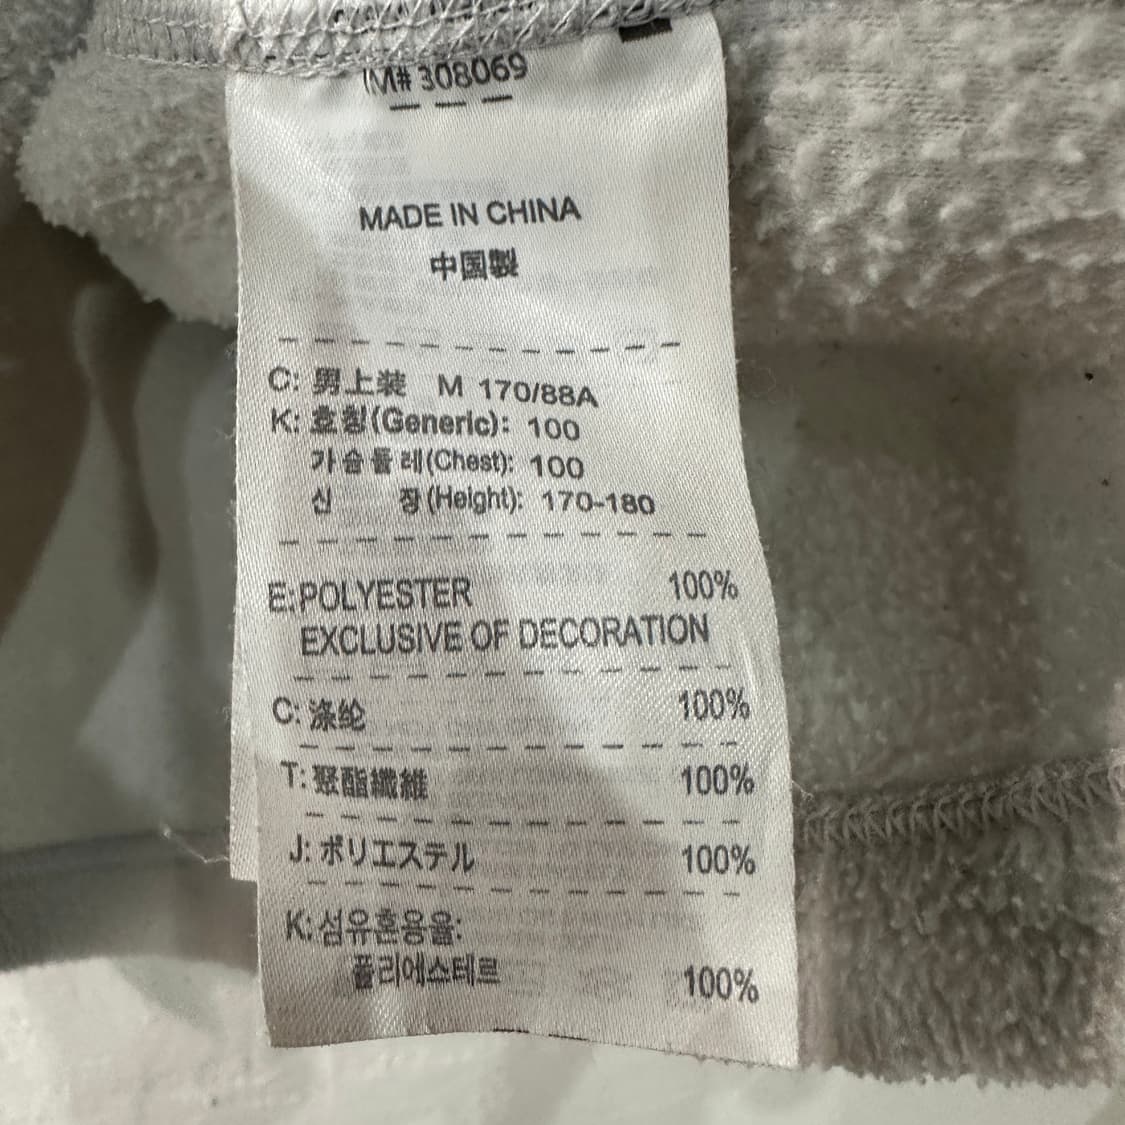 M# 308069
MADE IN CHINA
中国製
C: 男上装 M 170/88A
K: 호칭(Generic): 100
가슴둘레(Chest): 100
신 장(Height): 170-180
E:POLYESTER 100%
EXCLUSIVE OF DECORATION
C: 涤纶 100%
T: 聚酯纖維 100%
J: ポリエステル 100%
K:섬유혼용율:
폴리에스테르 100%